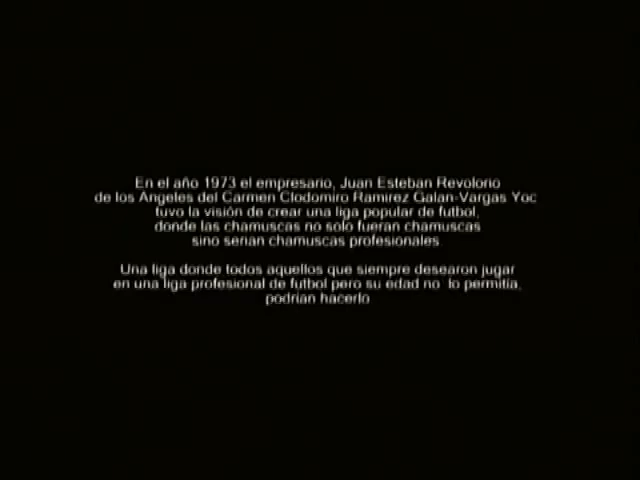 En el año 1973 el empresario, Juan Esteban Revolorio
de los Angeles del Carmen Clodomiro Ramirez Galan-Vargas Yoc
tuvo la visión de crear una liga popular de futbol,
donde las chamuscas no solo fueran chamuscas
sino serian chamuscas profesionales
Una liga donde todos aquellos que siempre desearon jugar
en una liga profesional de futbol pero su edad no lo permitía,
podrian hacerlo